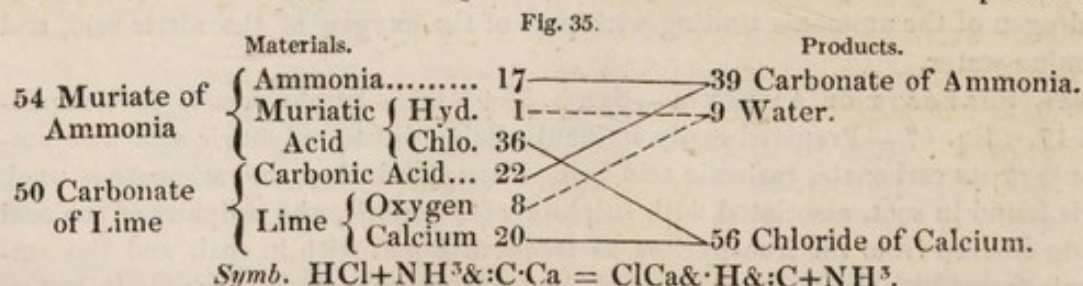 Fig. 35.
Materials. Products.
54 Muriate of Ammonia { Ammonia......... 17 39 Carbonate of Ammonia.
Muriatic Acid { Hyd. 1 9 Water.
Chlo. 36
50 Carbonate of Lime { Carbonic Acid... 22
Lime { Oxygen 8
Calcium 20 56 Chloride of Calcium.
Symb. HCl+NH³&:C·Ca = ClCa&·H&:C+NH³.